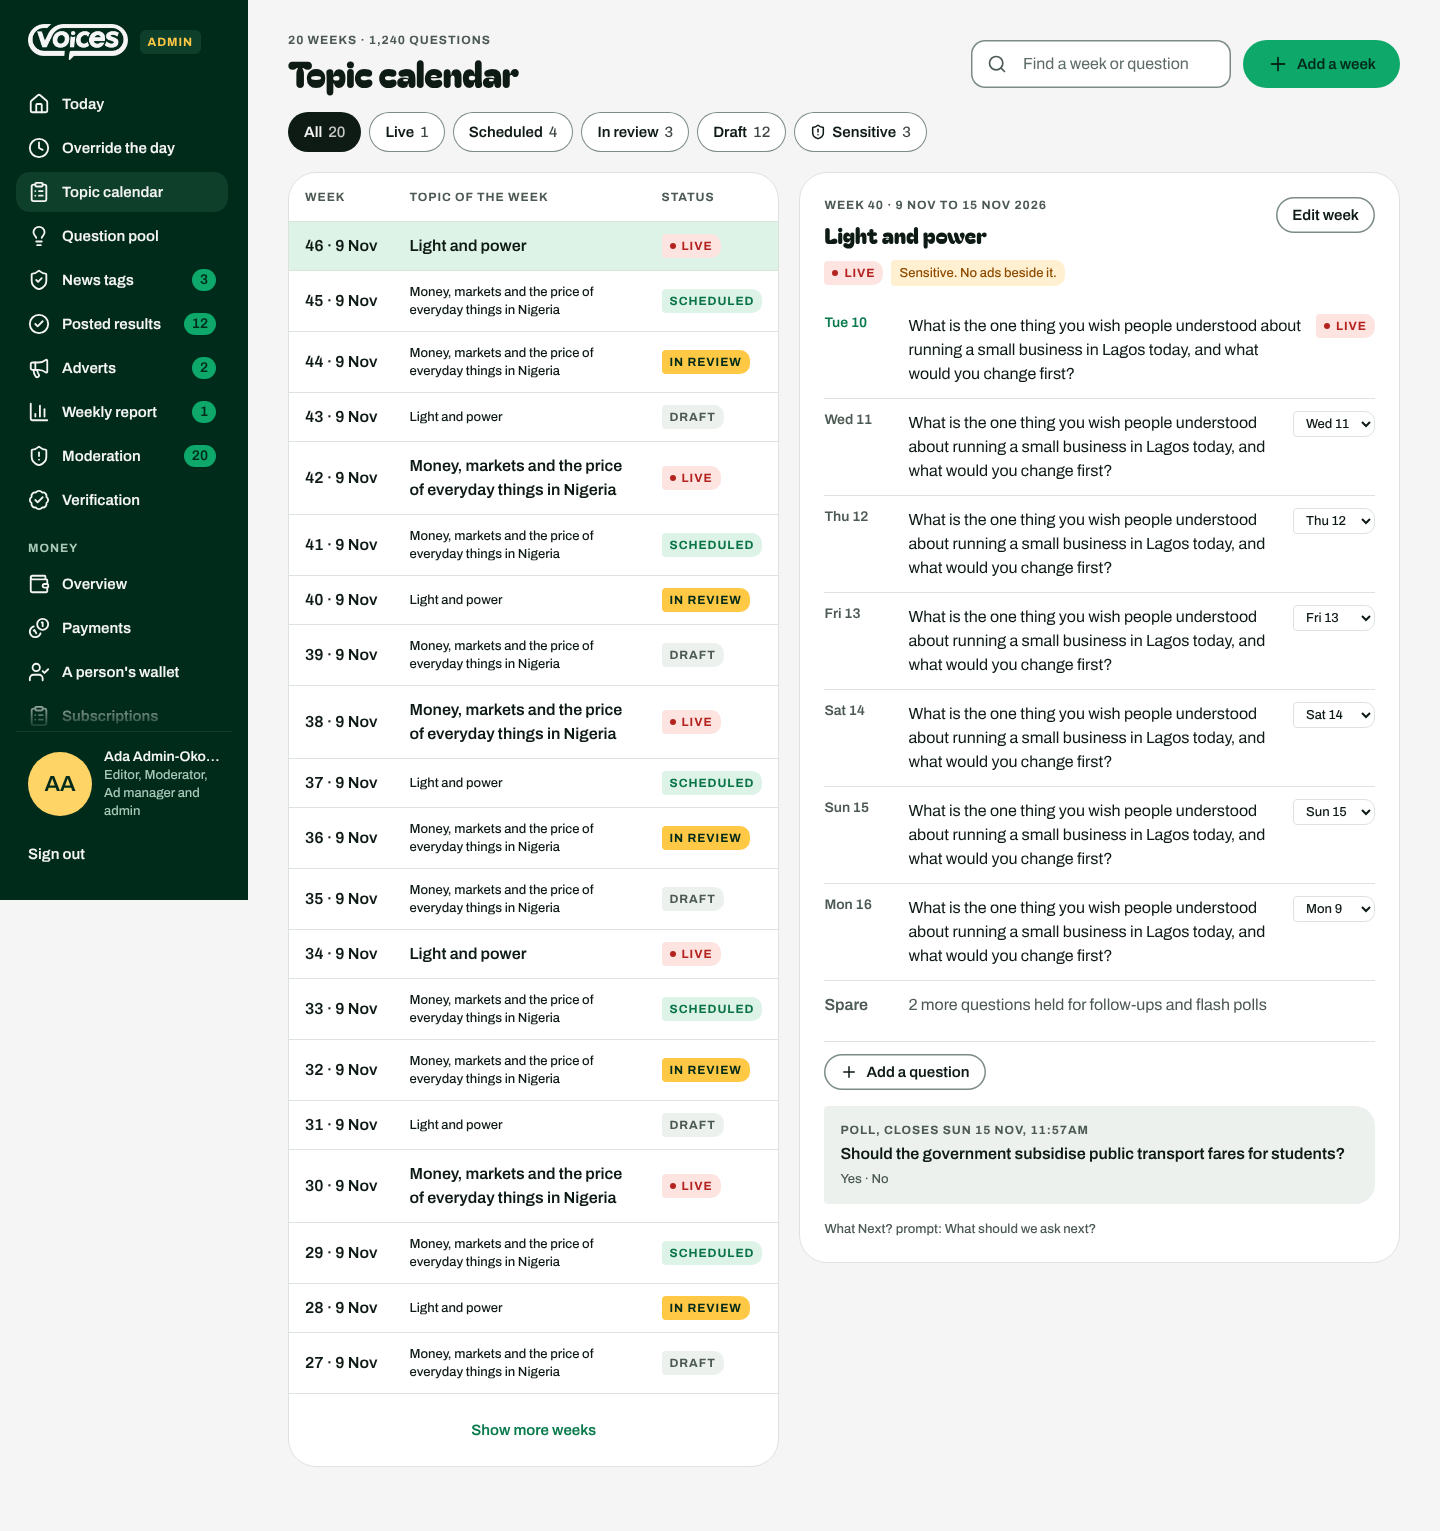 Voices
ADMIN
Today
Override the day
Topic calendar
Question pool
News tags 3
Posted results 12
Adverts 2
Weekly report 1
Moderation 20
Verification
MONEY
Overview
Payments
A person's wallet
Subscriptions
AA
Ada Admin-Oko...
Editor, Moderator,
Ad manager and
admin
Sign out
20 WEEKS · 1,240 QUESTIONS
Topic calendar
Find a week or question
Add a week
All 20
Live 1
Scheduled 4
In review 3
Draft 12
Sensitive 3
WEEK TOPIC OF THE WEEK STATUS
46 · 9 Nov Light and power LIVE
45 · 9 Nov Money, markets and the price of
everyday things in Nigeria SCHEDULED
44 · 9 Nov Money, markets and the price of
everyday things in Nigeria IN REVIEW
43 · 9 Nov Light and power DRAFT
42 · 9 Nov Money, markets and the price
of everyday things in Nigeria LIVE
41 · 9 Nov Money, markets and the price of
everyday things in Nigeria SCHEDULED
40 · 9 Nov Light and power IN REVIEW
39 · 9 Nov Money, markets and the price of
everyday things in Nigeria DRAFT
38 · 9 Nov Money, markets and the price
of everyday things in Nigeria LIVE
37 · 9 Nov Light and power SCHEDULED
36 · 9 Nov Money, markets and the price of
everyday things in Nigeria IN REVIEW
35 · 9 Nov Money, markets and the price of
everyday things in Nigeria DRAFT
34 · 9 Nov Light and power LIVE
33 · 9 Nov Money, markets and the price of
everyday things in Nigeria SCHEDULED
32 · 9 Nov Money, markets and the price of
everyday things in Nigeria IN REVIEW
31 · 9 Nov Light and power DRAFT
30 · 9 Nov Money, markets and the price
of everyday things in Nigeria LIVE
29 · 9 Nov Money, markets and the price of
everyday things in Nigeria SCHEDULED
28 · 9 Nov Light and power IN REVIEW
27 · 9 Nov Money, markets and the price of
everyday things in Nigeria DRAFT
Show more weeks
WEEK 40 · 9 NOV TO 15 NOV 2026
Light and power
Edit week
LIVE
Sensitive. No ads beside it.
Tue 10 What is the one thing you wish people understood about LIVE
running a small business in Lagos today, and what
would you change first?
Wed 11 What is the one thing you wish people understood Wed 11
about running a small business in Lagos today, and
what would you change first?
Thu 12 What is the one thing you wish people understood Thu 12
about running a small business in Lagos today, and
what would you change first?
Fri 13 What is the one thing you wish people understood Fri 13
about running a small business in Lagos today, and
what would you change first?
Sat 14 What is the one thing you wish people understood Sat 14
about running a small business in Lagos today, and
what would you change first?
Sun 15 What is the one thing you wish people understood Sun 15
about running a small business in Lagos today, and
what would you change first?
Mon 16 What is the one thing you wish people understood Mon 9
about running a small business in Lagos today, and
what would you change first?
Spare 2 more questions held for follow-ups and flash polls
Add a question
POLL, CLOSES SUN 15 NOV, 11:57AM
Should the government subsidise public transport fares for students?
Yes · No
What Next? prompt: What should we ask next?